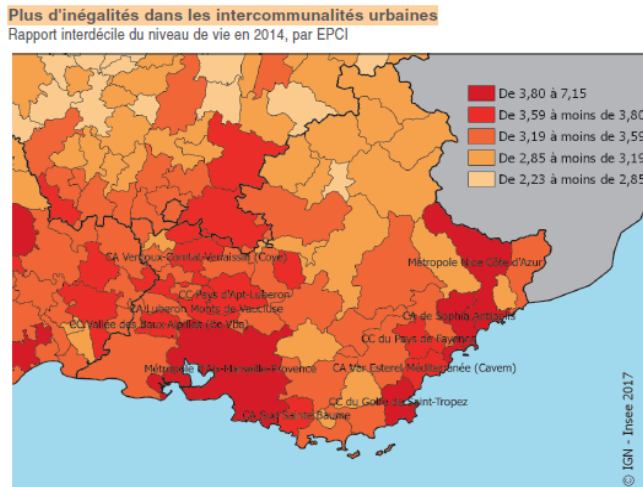 Plus d'inégalités dans les intercommunalités urbaines
Rapport interdécile du niveau de vie en 2014, par EPCI
De 3,80 à 7,15
De 3,59 à moins de 3,80
De 3,19 à moins de 3,59
De 2,85 à moins de 3,19
De 2,23 à moins de 2,85
CA Ventoux-Comtat-Venaissin (Cove)
Métropole Nice Côte d'Azur
CC Pays d'Apt-Luberon
CA Luberon Monts de Vaucluse
CA de Sophia Antipolis
CC Vallée des Baux-Alpilles (de
CC du Pays de Fayence
Métropole d'Aix-Marseille-Provence
CA Var Esterel-Méditerranée (Cavem)
CC du Golfe de Saint-Tropez
CA Sud Sainte Baume
© IGN - Insee 2017